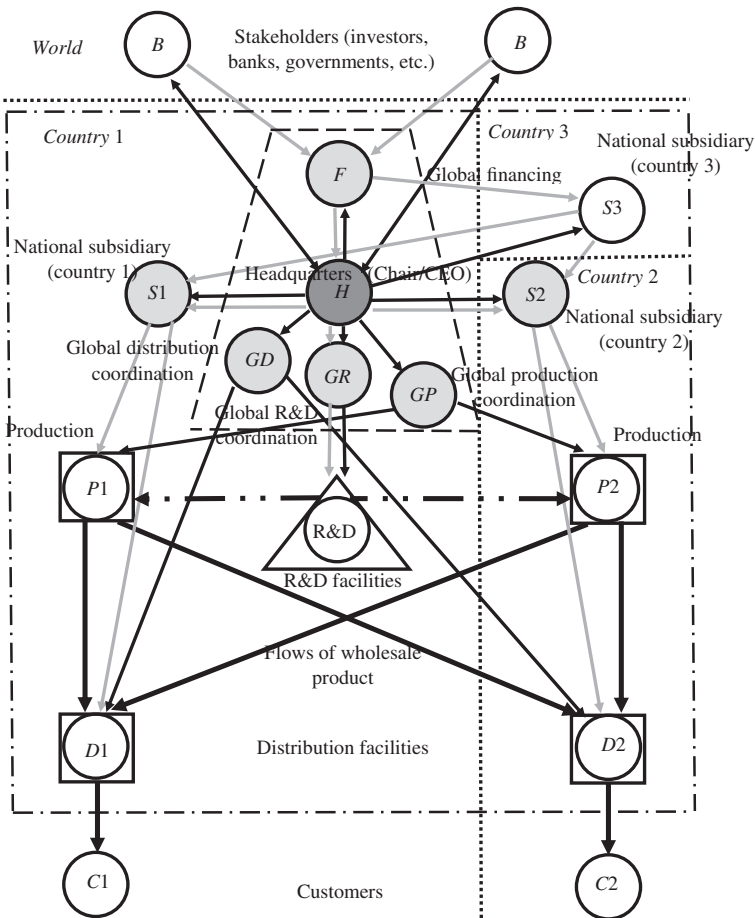 World
B
Stakeholders (investors,
banks, governments, etc.)
B
Country 1
Country 3
National subsidiary
(country 3)
F
Global financing
S3
National subsidiary
(country 1)
Headquarters (Chair/CEO)
Country 2
S1
H
S2
National subsidiary
(country 2)
Global distribution
coordination
GD
GR
GP
Global production
coordination
Global R&D
coordination
Production
Production
P1
P2
R&D
R&D facilities
Flows of wholesale
product
D1
Distribution facilities
D2
C1
Customers
C2